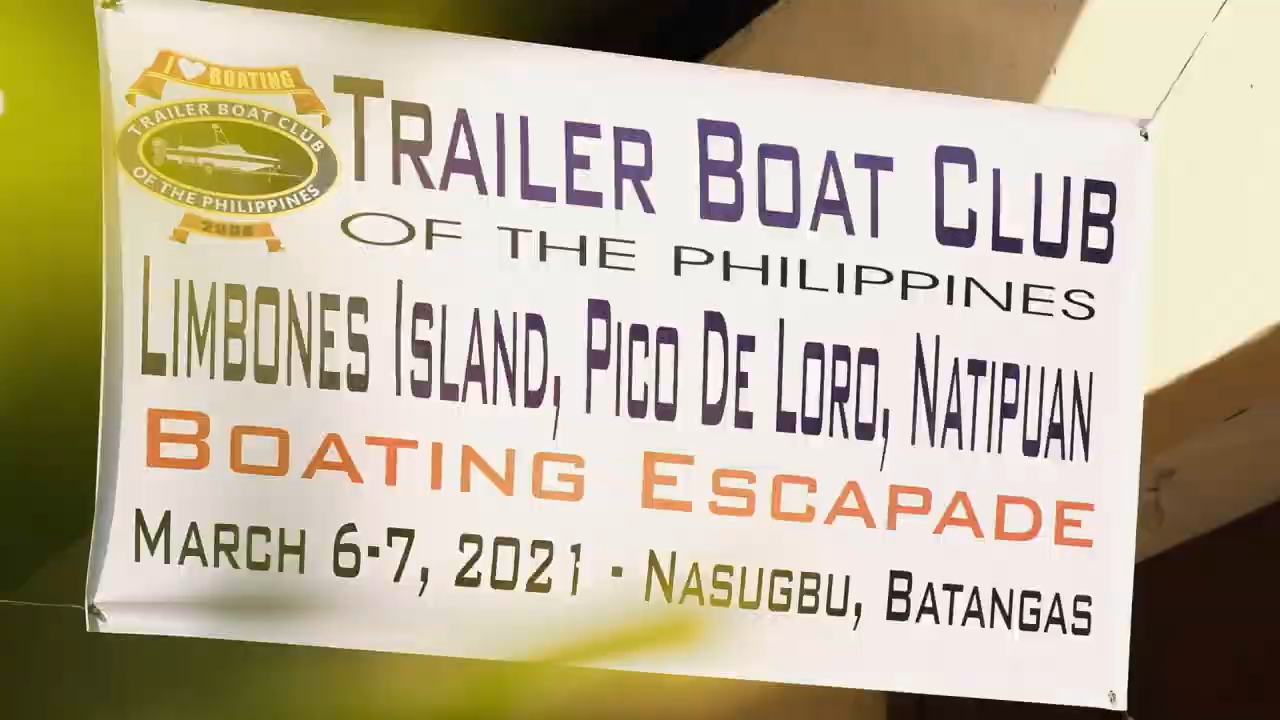 I ♥ BOATING
TRAILER BOAT CLUB
OF THE PHILIPPINES
2008
TRAILER BOAT CLUB
OF THE PHILIPPINES
LIMBONES ISLAND, PICO DE LORO, NATIPUAN
BOATING ESCAPADE
MARCH 6-7, 2021 - NASUGBU, BATANGAS